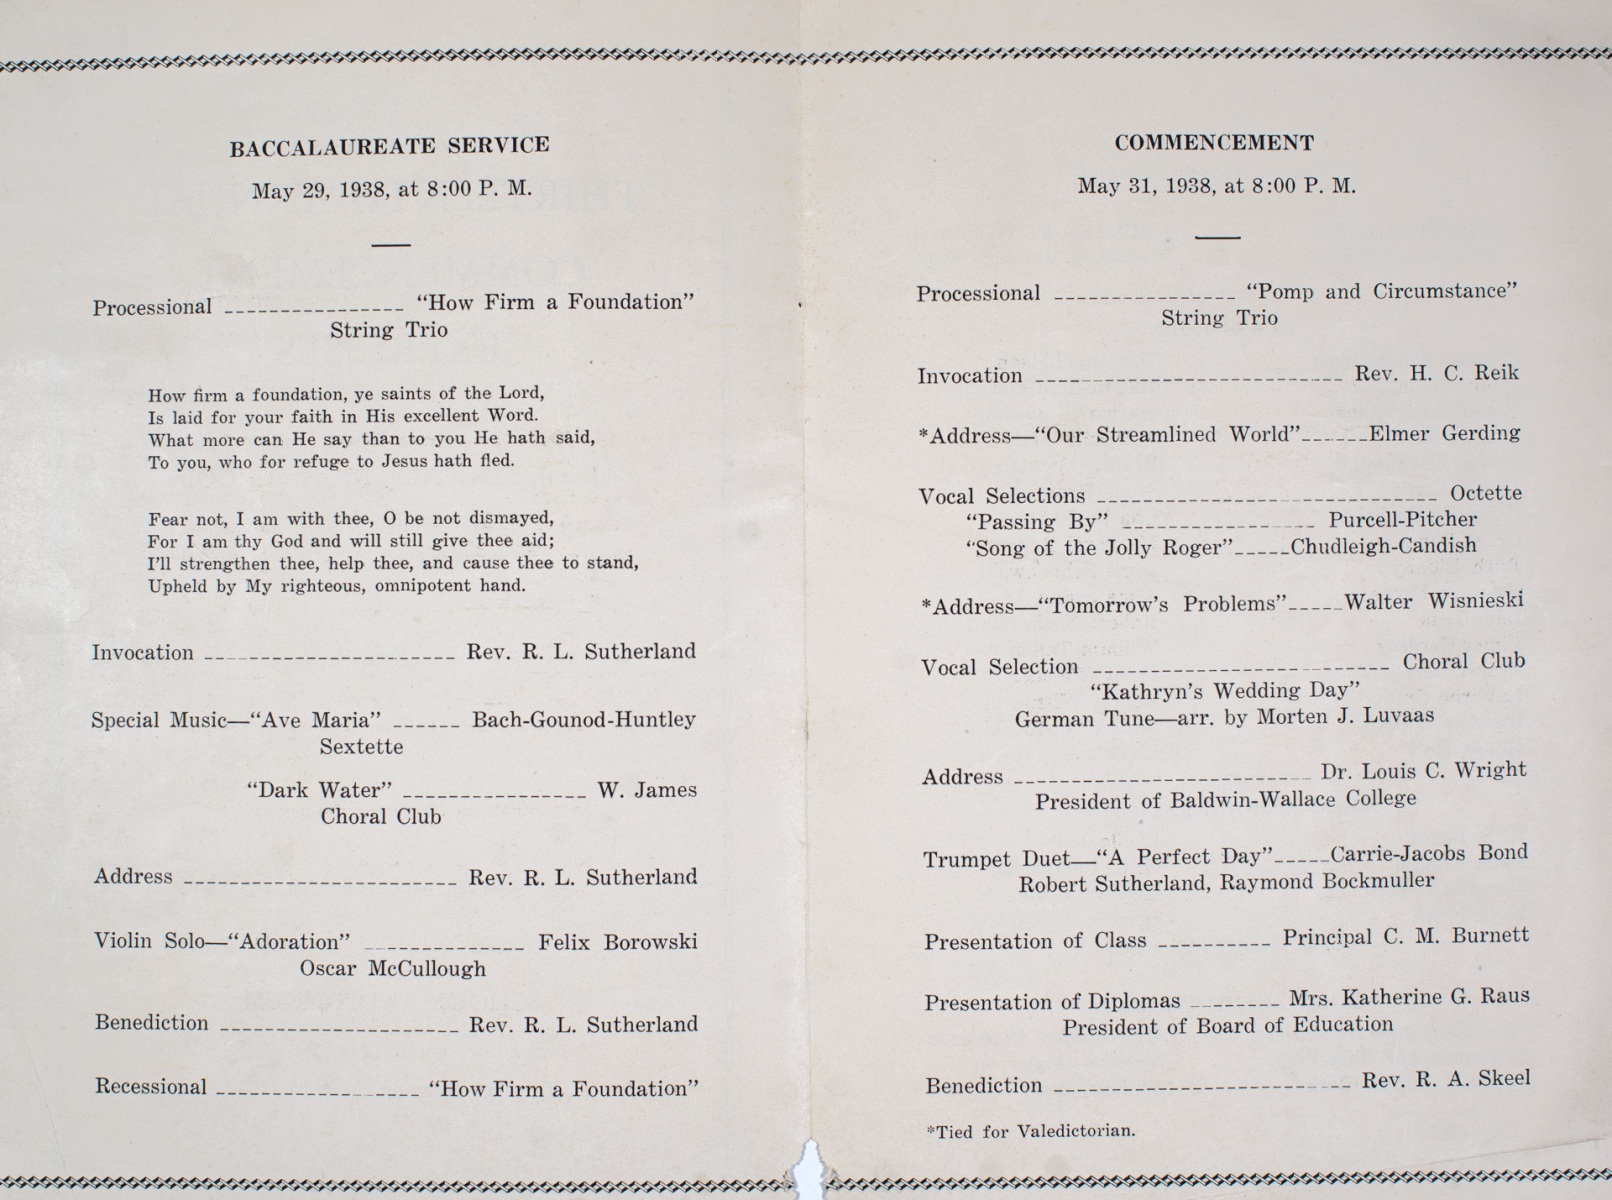 BACCALAUREATE SERVICE
May 29, 1938, at 8:00 P. M.
Processional ________________ “How Firm a Foundation”
String Trio
How firm a foundation, ye saints of the Lord,
Is laid for your faith in His excellent Word.
What more can He say than to you He hath said,
To you, who for refuge to Jesus hath fled.
Fear not, I am with thee, O be not dismayed,
For I am thy God and will still give thee aid;
I'll strengthen thee, help thee, and cause thee to stand,
Upheld by My righteous, omnipotent hand.
Invocation ______________________ Rev. R. L. Sutherland
Special Music—“Ave Maria” ______ Bach-Gounod-Huntley
Sextette
“Dark Water” ________________ W. James
Choral Club
Address ________________________ Rev. R. L. Sutherland
Violin Solo—“Adoration” ______________ Felix Borowski
Oscar McCullough
Benediction _____________________ Rev. R. L. Sutherland
Recessional __________________ “How Firm a Foundation”
COMMENCEMENT
May 31, 1938, at 8:00 P. M.
Processional ________________ “Pomp and Circumstance”
String Trio
Invocation ___________________________ Rev. H. C. Reik
*Address—“Our Streamlined World”______Elmer Gerding
Vocal Selections ______________________________ Octette
“Passing By” _________________ Purcell-Pitcher
“Song of the Jolly Roger”_____Chudleigh-Candish
*Address—“Tomorrow's Problems”_____Walter Wisnieski
Vocal Selection __________________________ Choral Club
“Kathryn's Wedding Day”
German Tune—arr. by Morten J. Luvaas
Address __________________________ Dr. Louis C. Wright
President of Baldwin-Wallace College
Trumpet Duet—“A Perfect Day”_____Carrie-Jacobs Bond
Robert Sutherland, Raymond Bockmuller
Presentation of Class __________ Principal C. M. Burnett
Presentation of Diplomas ________ Mrs. Katherine G. Raus
President of Board of Education
Benediction __________________________ Rev. R. A. Skeel
*Tied for Valedictorian.